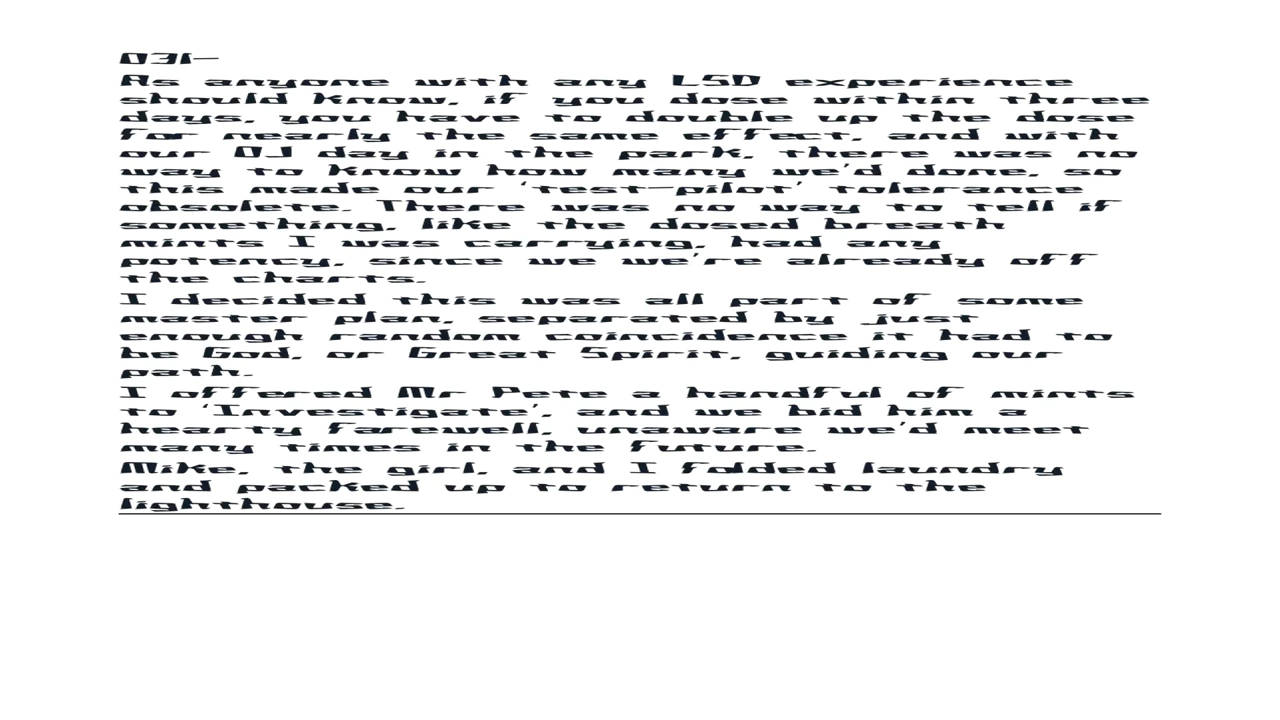 031—
As anyone with any LSD experience
should know, if you dose within three
days, you have to double up the dose
for nearly the same effect, and with
our OJ day in the park, there was no
way to know how many we'd done, so
this made our 'test-pilot' tolerance
obsolete. There was no way to tell if
something, like the dosed breath
mints I was carrying, had any
potency, since we we're already off
the charts.
I decided this was all part of some
master plan, separated by just
enough random coincidence it had to
be God, or Great Spirit, guiding our
path.
I offered Mr Pete a handful of mints
to 'Investigate', and we bid him a
hearty farewell, unaware we'd meet
many times in the future.
Mike, the girl, and I folded laundry
and packed up to return to the
lighthouse.